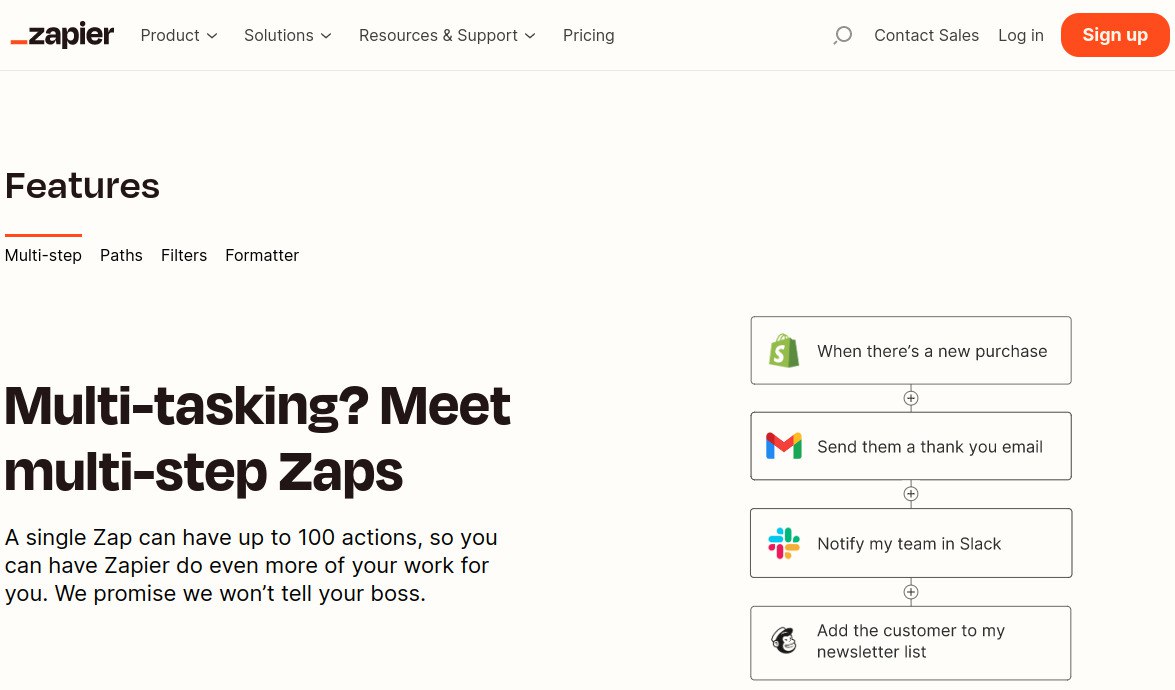 zapier Product Solutions Resources & Support Pricing Contact Sales Log in Sign up
Features
Multi-step Paths Filters Formatter
Multi-tasking? Meet
multi-step Zaps
A single Zap can have up to 100 actions, so you
can have Zapier do even more of your work for
you. We promise we won’t tell your boss.
When there’s a new purchase
Send them a thank you email
Notify my team in Slack
Add the customer to my
newsletter list